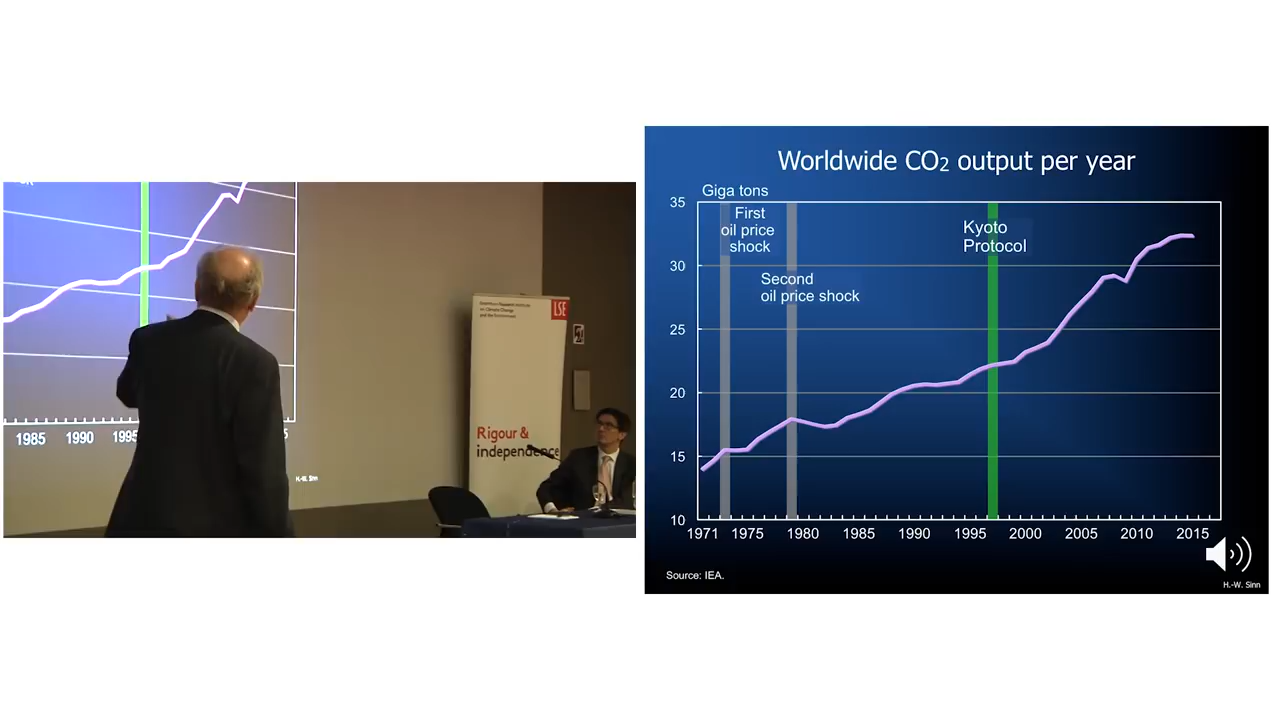 1985 1990 1995
5
H.-W. Sinn
LSE
Rigour &
independence
Worldwide CO2 output per year
Giga tons
35
30
25
20
15
10
First
oil price
shock
Second
oil price shock
Kyoto
Protocol
1971 1975 1980 1985 1990 1995 2000 2005 2010 2015
Source: IEA.
H.-W. Sinn